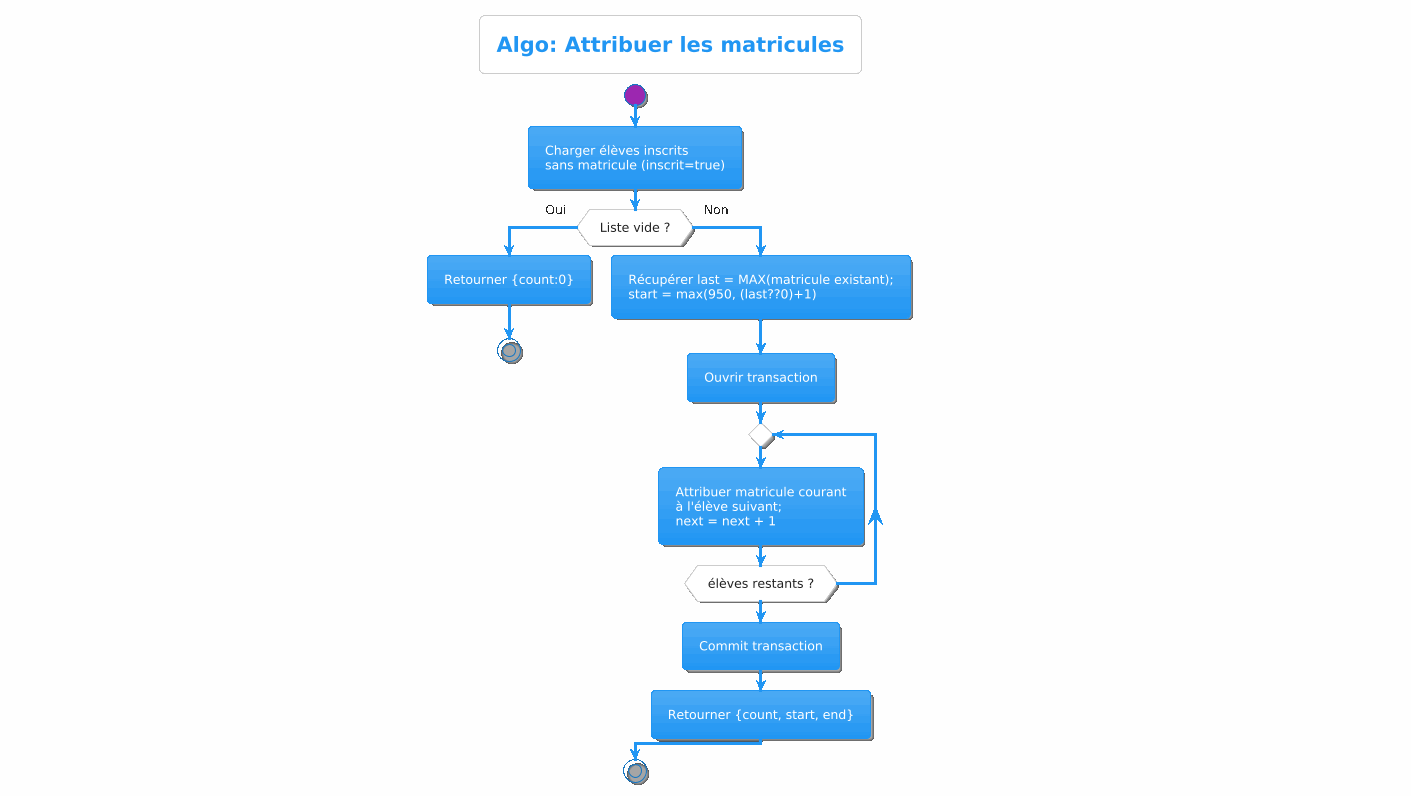 Algo: Attribuer les matricules
Charger élèves inscrits
sans matricule (inscrit=true)
Oui
Non
Liste vide ?
Retourner {count:0}
Récupérer last = MAX(matricule existant);
start = max(950, (last??0)+1)
Ouvrir transaction
Attribuer matricule courant
à l'élève suivant;
next = next + 1
élèves restants ?
Commit transaction
Retourner {count, start, end}